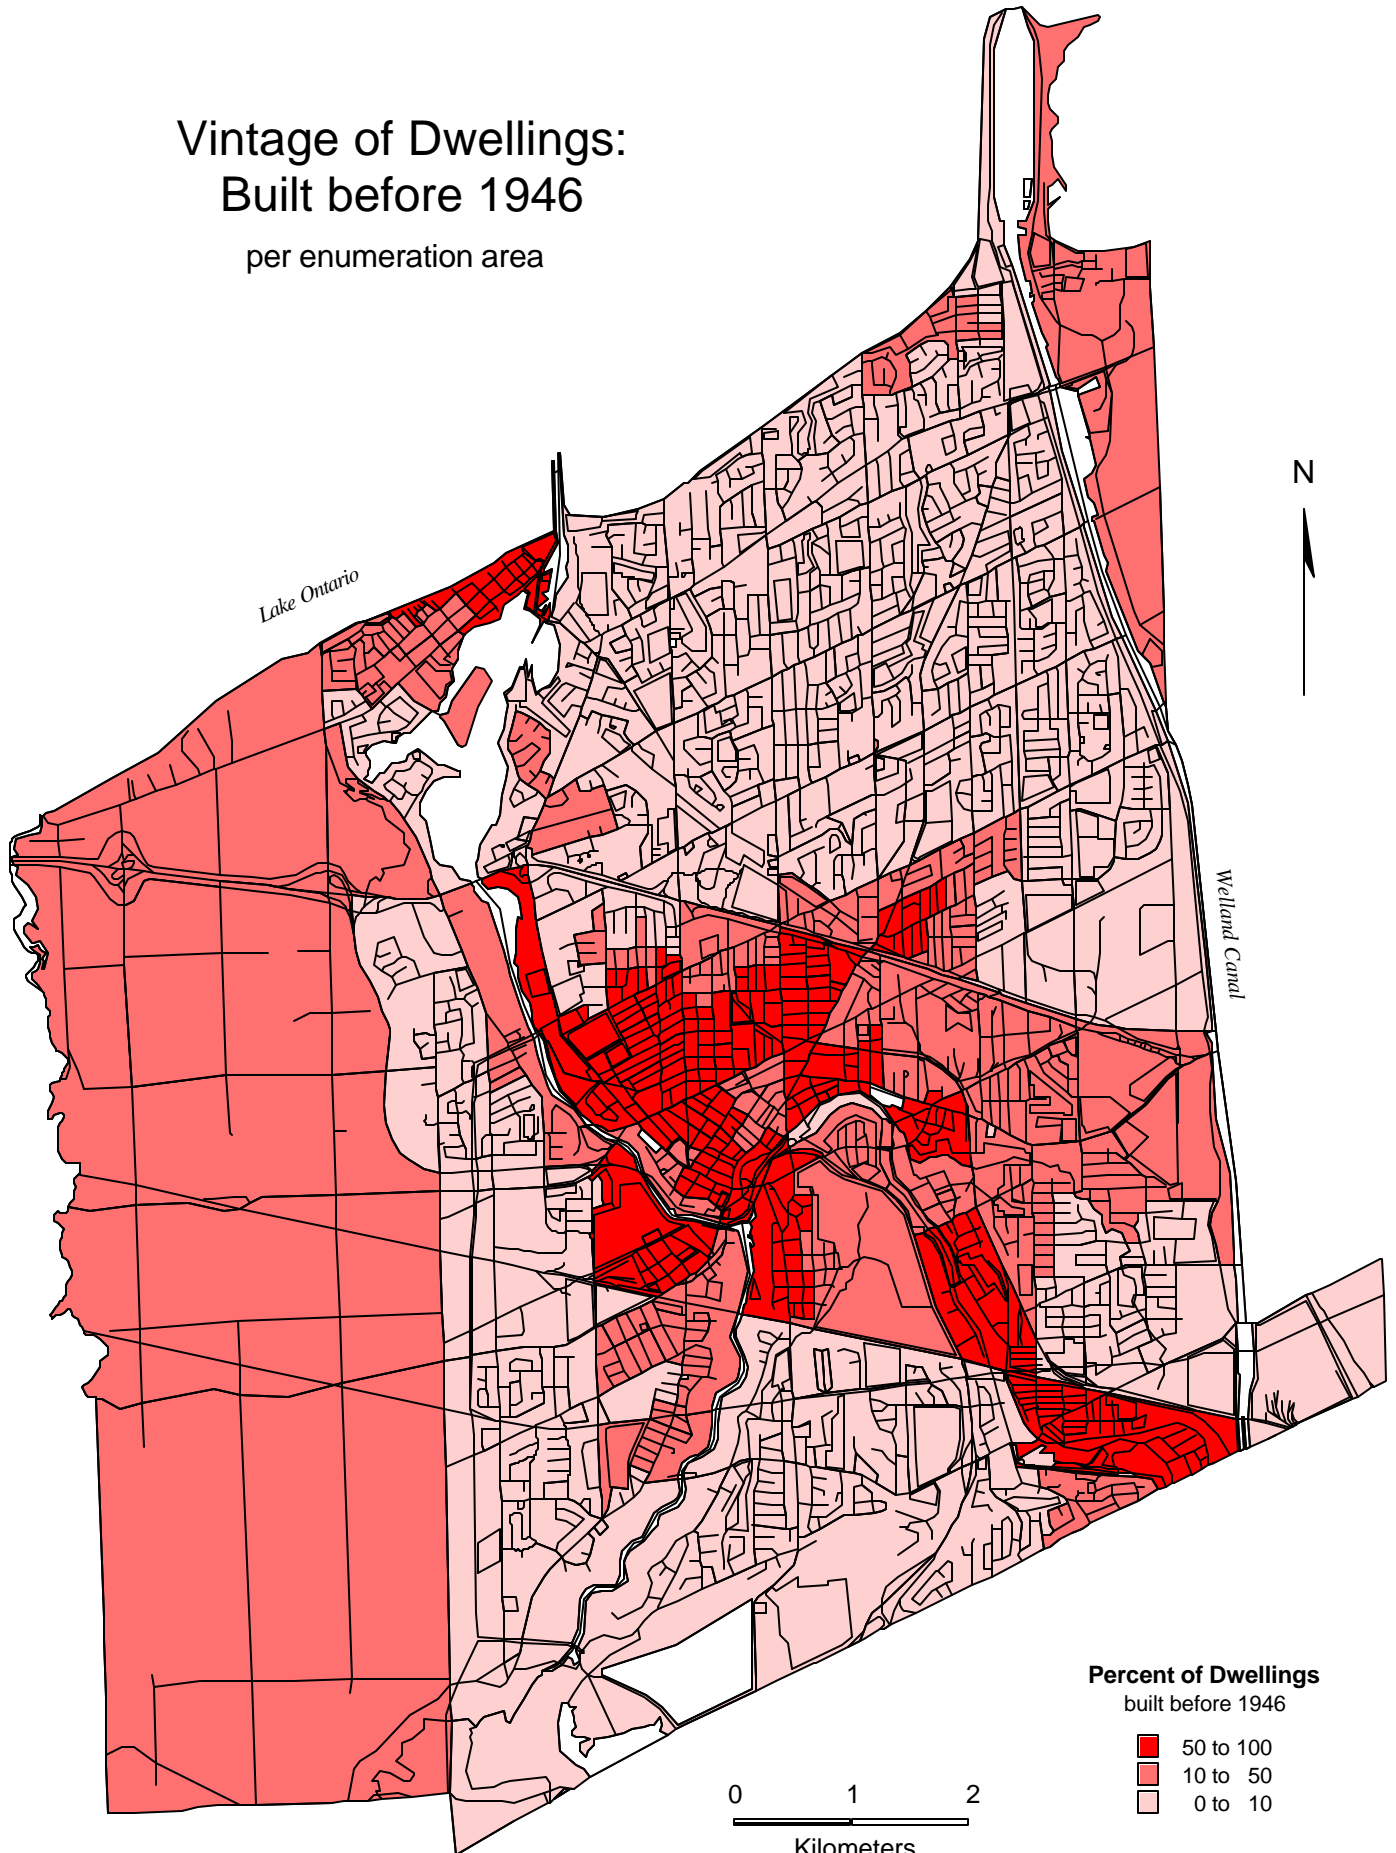 Vintage of Dwellings:
Built before 1946
per enumeration area
N
Lake Ontario
Welland Canal
Percent of Dwellings
built before 1946
50 to 100
10 to 50
0 to 10
0 1 2
Kilometers